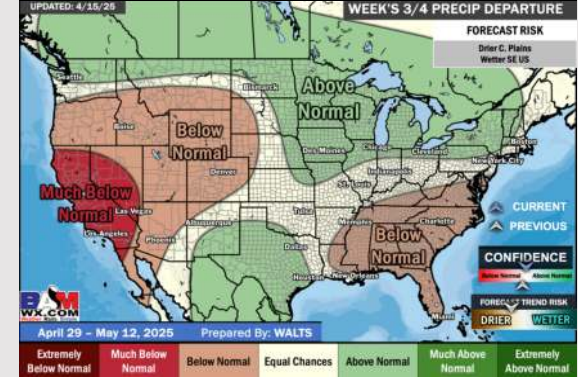 UPDATED: 4/15/25
WEEK'S 3/4 PRECIP DEPARTURE
FORECAST RISK
Drier C. Plains
Wetter SE US
Seattle
Bismarck
Above
Normal
Boise
Below
Normal
Boston
Des Moines
Chicago
Cleveland
New York City
Denver
Indianapolis
St. Louis
Much Below
Normal
Las Vegas
CURRENT
PREVIOUS
Los Angeles
Albuquerque
Tulsa
Memphis
Charlotte
Phoenix
Below
Normal
Dallas
CONFIDENCE
Below Normal
Above Normal
Houston
New Orleans
BAM
WX.COM
FORECAST TREND RISK
DRIER
WETTER
Miami
April 29 – May 12, 2025
Prepared By: WALTS
Extremely
Below Normal
Much Below
Normal
Below Normal
Equal Chances
Above Normal
Much Above
Normal
Extremely
Above Normal